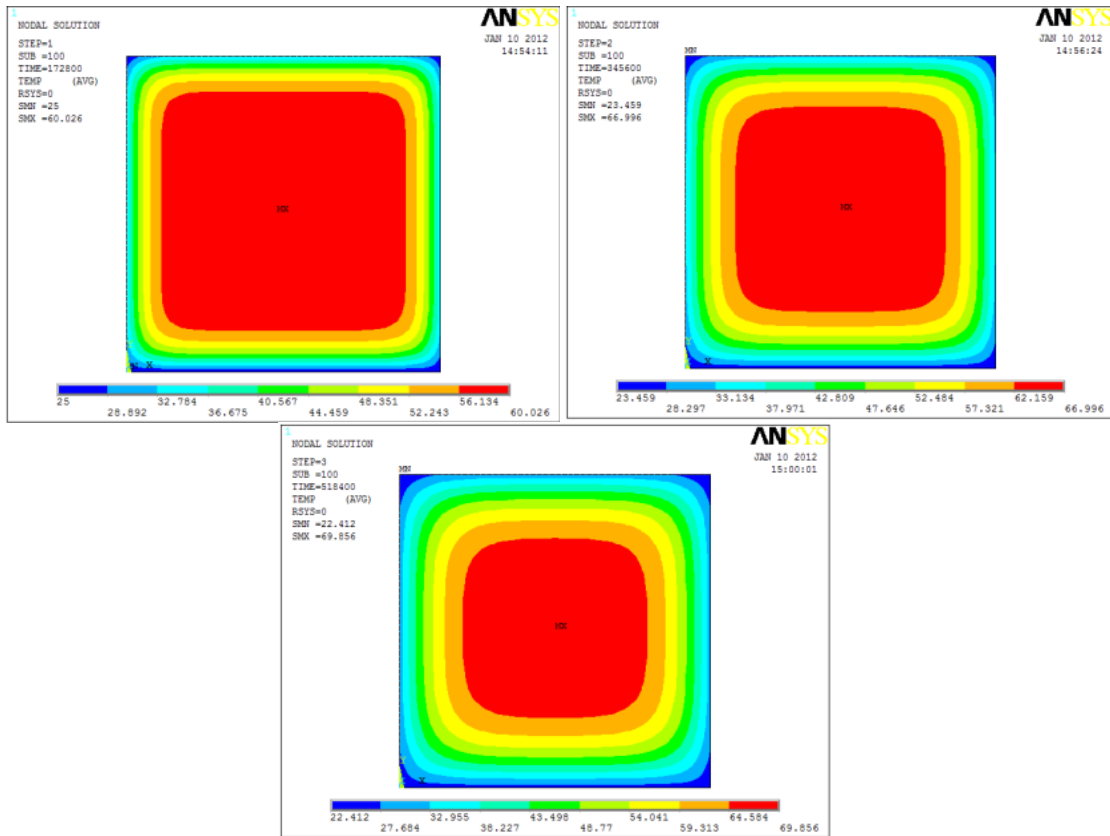 1
NODAL SOLUTION
STEP=1
SUB =100
TIME=172800
TEMP (AVG)
RSYS=0
SMN =25
SMX =60.026
ANSYS
JAN 10 2012
14:54:11
MX
X
25 32.784 40.567 48.351 56.134
28.892 36.675 44.459 52.243 60.026
1
NODAL SOLUTION
STEP=2
SUB =100
TIME=345600
TEMP (AVG)
RSYS=0
SMN =23.459
SMX =66.996
ANSYS
JAN 10 2012
14:56:24
MN
MX
Y
X
23.459 33.134 42.809 52.484 62.159
28.297 37.971 47.646 57.321 66.996
1
NODAL SOLUTION
STEP=3
SUB =100
TIME=518400
TEMP (AVG)
RSYS=0
SMN =22.412
SMX =69.856
ANSYS
JAN 10 2012
15:00:01
MN
MX
X
22.412 32.955 43.498 54.041 64.584
27.684 38.227 48.77 59.313 69.856